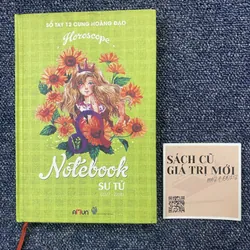 SỔ TAY 12 CUNG HOÀNG ĐẠO
Horoscope
Notebook
SƯ TỬ
SÁCH CŨ
GIÁ TRỊ MỚI